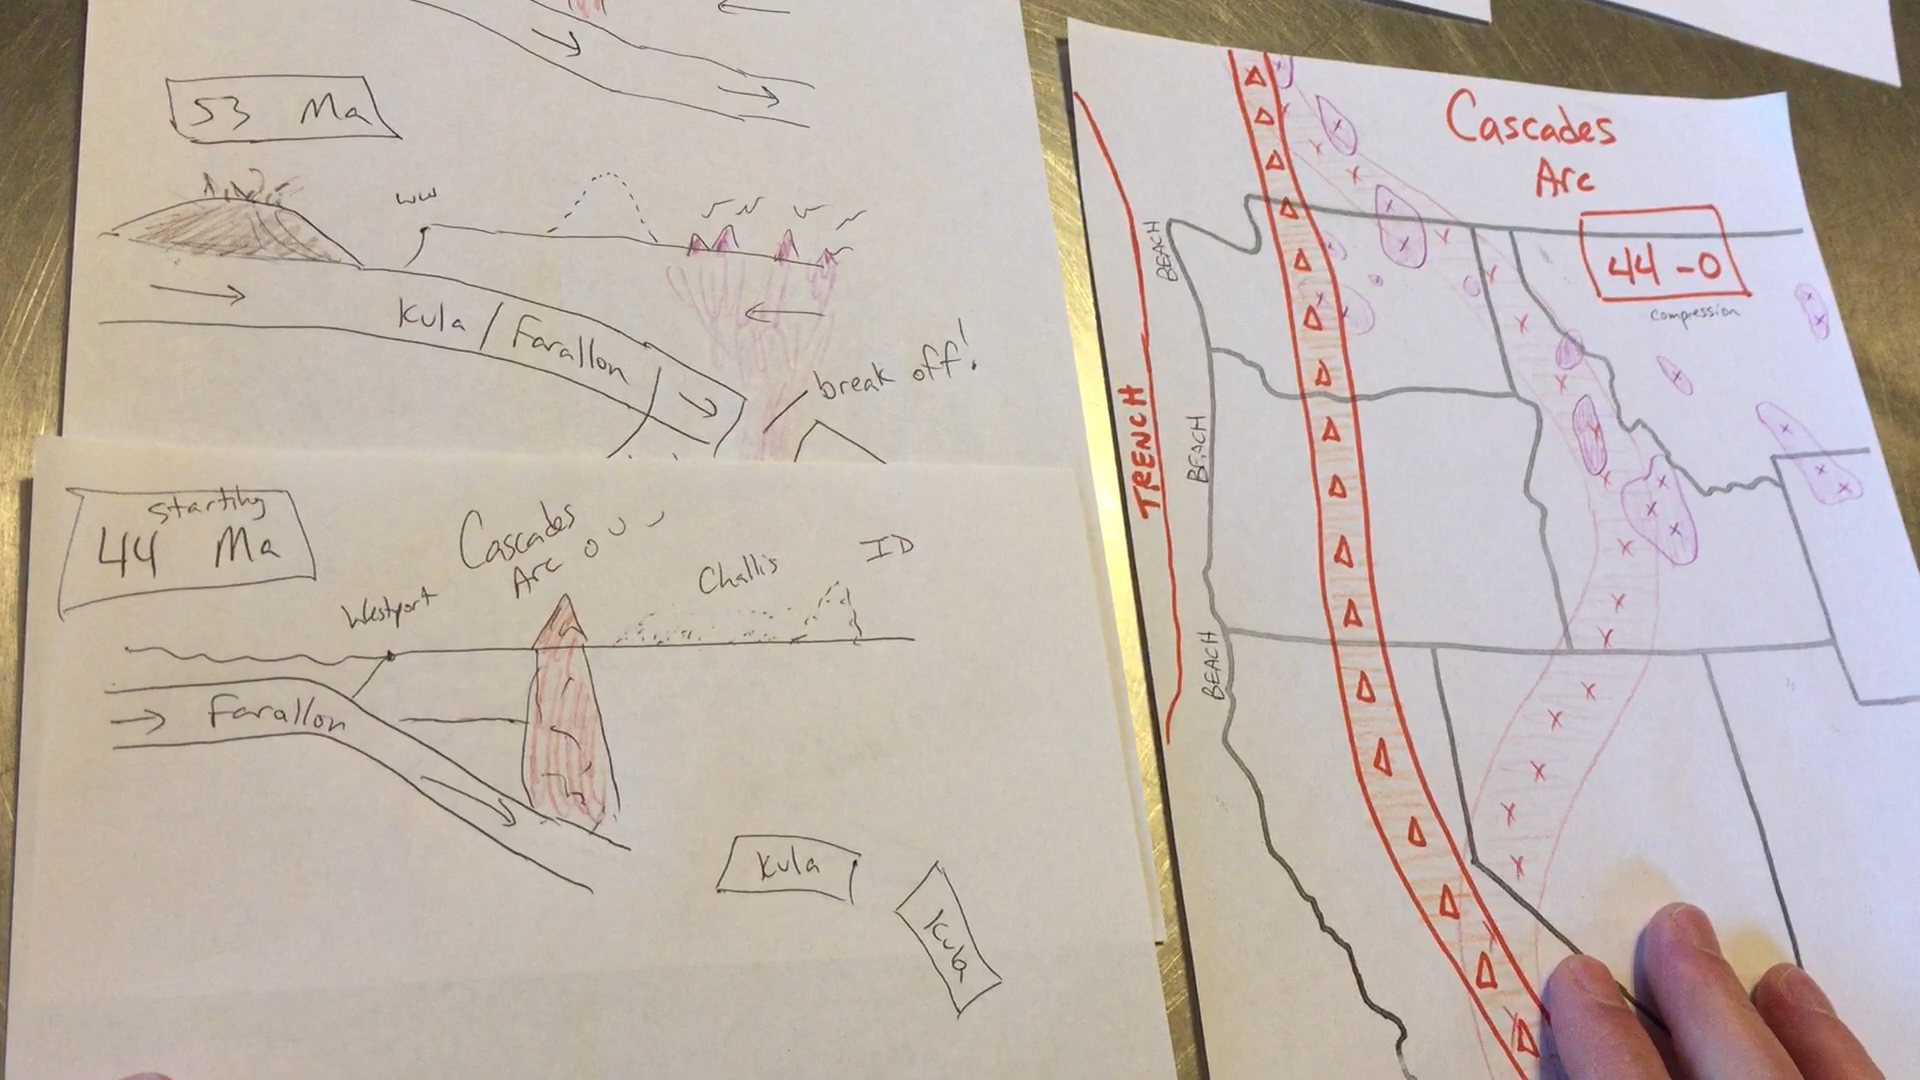 53 Ma
WW
Kula / Farallon
break off!
starting
44 Ma
Cascades
Arc
Westport
Challis
ID
Farallon
Kula
Kula
Cascades
Arc
44-0
compression
TRENCH
BEACH
BEACH
BEACH